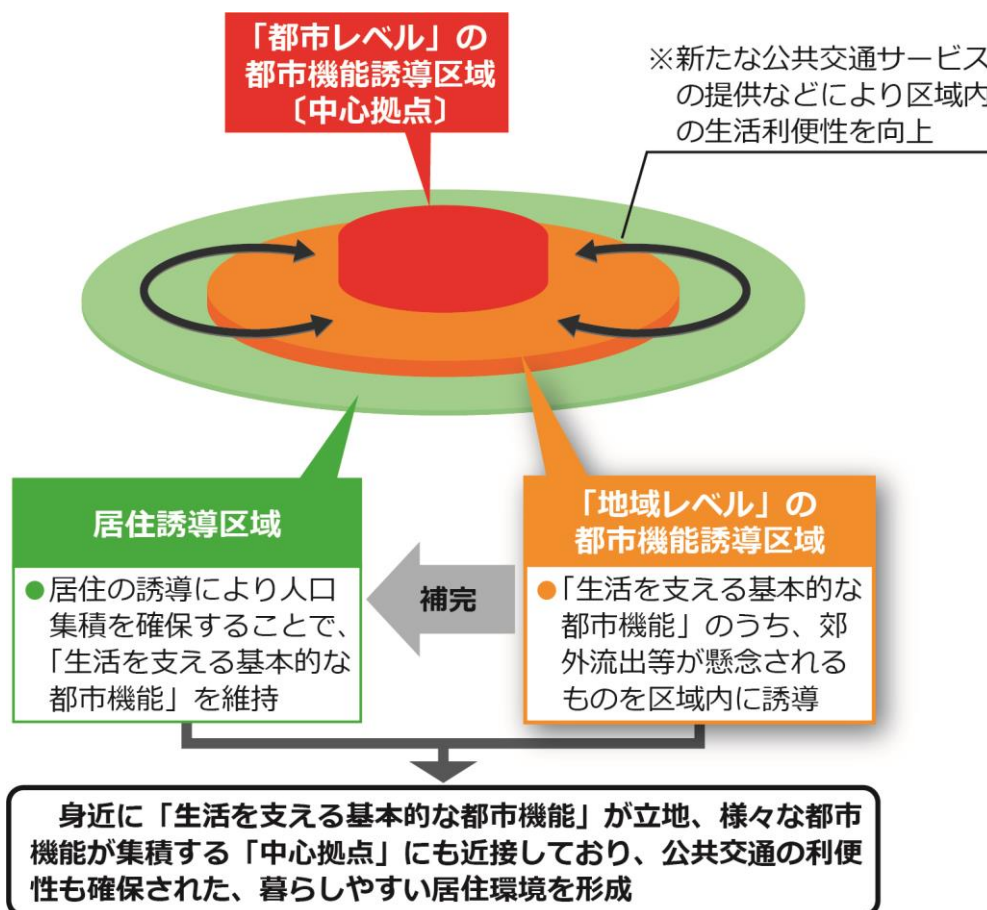 「都市レベル」の
都市機能誘導区域
〔中心拠点〕
※新たな公共交通サービス
の提供などにより区域内
の生活利便性を向上
居住誘導区域
●居住の誘導により人口
集積を確保することで、
「生活を支える基本的な
都市機能」を維持
補完
「地域レベル」の
都市機能誘導区域
●「生活を支える基本的な
都市機能」のうち、郊
外流出等が懸念される
ものを区域内に誘導
身近に「生活を支える基本的な都市機能」が立地、様々な都市
機能が集積する「中心拠点」にも近接しており、公共交通の利便
性も確保された、暮らしやすい居住環境を形成